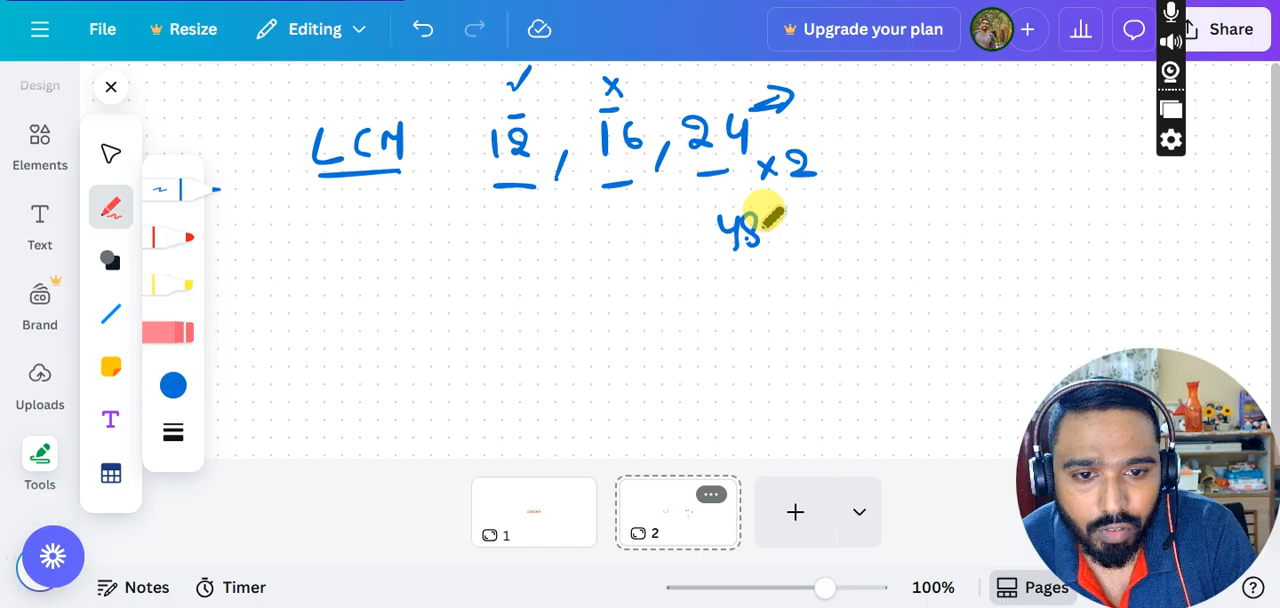 File Resize Editing Upgrade your plan + Share
Design
Elements
Text
Brand
Uploads
Tools
LCM 12, 16, 24
×2
48
1
2
+
Notes Timer 100% Pages